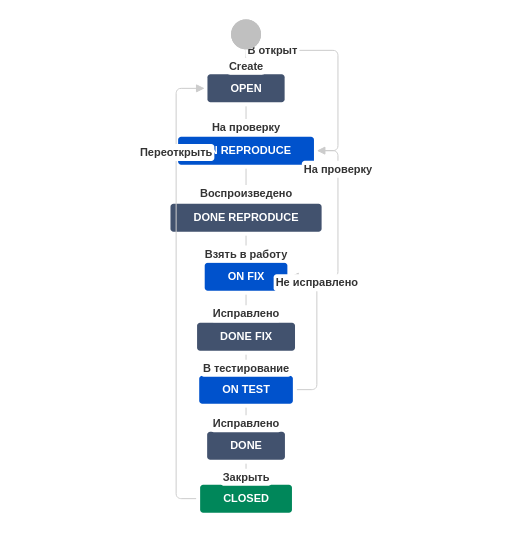 В открыт
Create
OPEN
На проверку
Переоткрыть
N REPRODUCE
На проверку
Воспроизведено
DONE REPRODUCE
Взять в работу
ON FIX
Не исправлено
Исправлено
DONE FIX
В тестирование
ON TEST
Исправлено
DONE
Закрыть
CLOSED